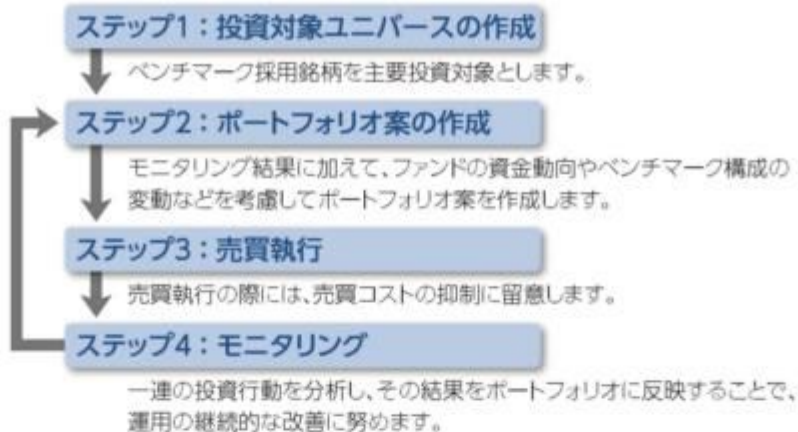 ステップ1：投資対象ユニバースの作成
ベンチマーク採用銘柄を主要投資対象とします。
ステップ2：ポートフォリオ案の作成
モニタリング結果に加えて、ファンドの資金動向やベンチマーク構成の
変動などを考慮してポートフォリオ案を作成します。
ステップ3：売買執行
売買執行の際には、売買コストの抑制に留意します。
ステップ4：モニタリング
一連の投資行動を分析し、その結果をポートフォリオに反映することで、
運用の継続的な改善に努めます。